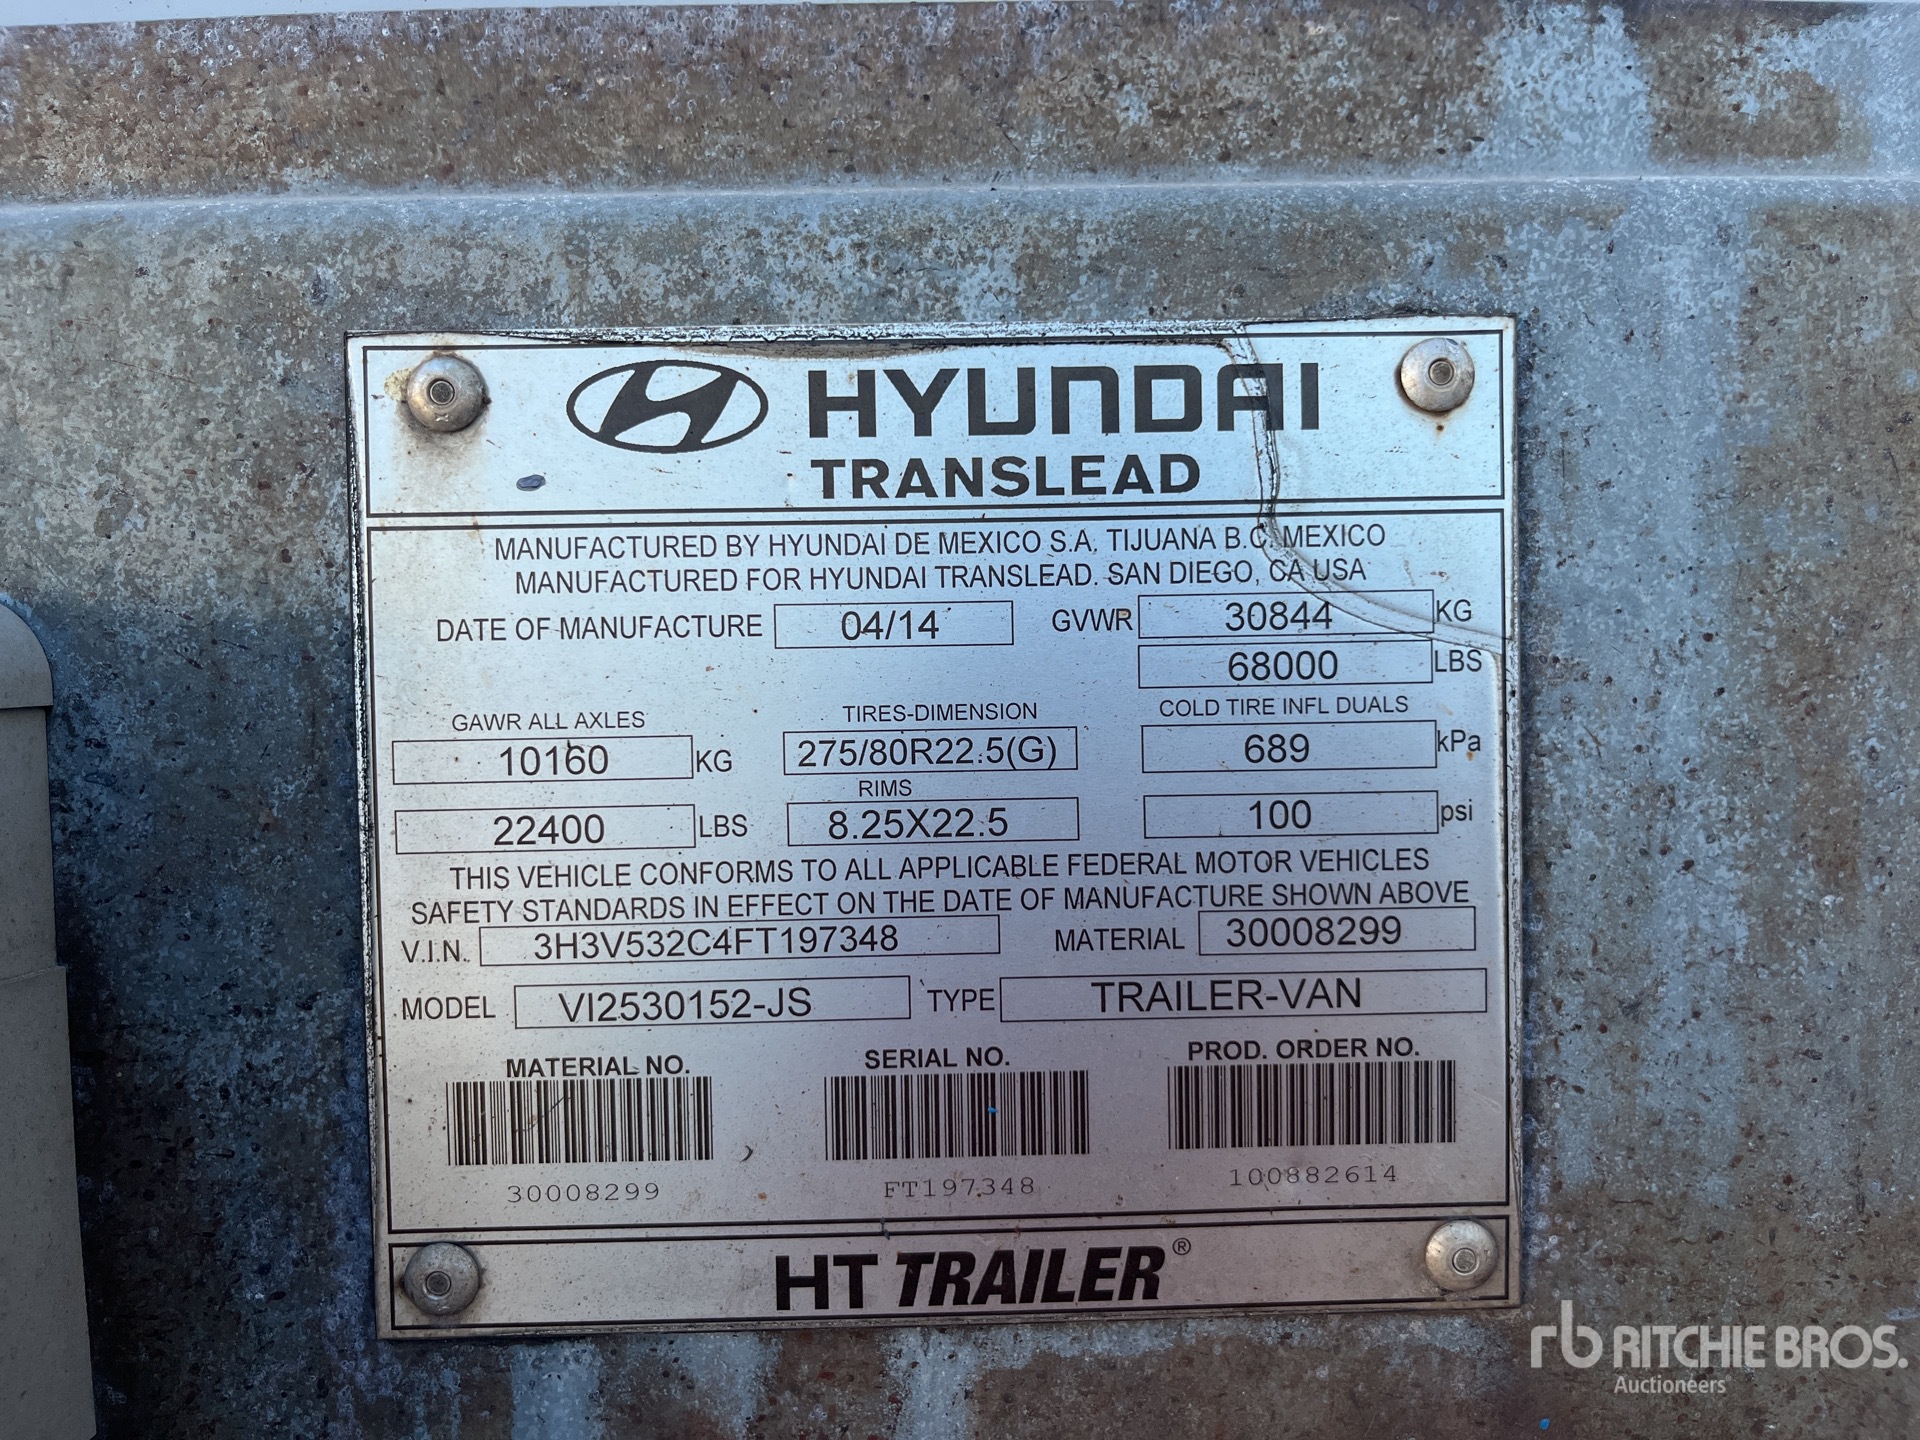 HYUNDAI
TRANSLEAD
MANUFACTURED BY HYUNDAI DE MEXICO S.A. TIJUANA B.C. MEXICO
MANUFACTURED FOR HYUNDAI TRANSLEAD. SAN DIEGO, CA USA
DATE OF MANUFACTURE 04/14 GVWR 30844 KG
68000 LBS
GAWR ALL AXLES TIRES-DIMENSION COLD TIRE INFL DUALS
10160 KG 275/80R22.5(G) 689 kPa
RIMS
22400 LBS 8.25X22.5 100 psi
THIS VEHICLE CONFORMS TO ALL APPLICABLE FEDERAL MOTOR VEHICLES
SAFETY STANDARDS IN EFFECT ON THE DATE OF MANUFACTURE SHOWN ABOVE
V.I.N. 3H3V532C4FT197348 MATERIAL 30008299
MODEL VI2530152-JS TYPE TRAILER-VAN
MATERIAL NO. SERIAL NO. PROD. ORDER NO.
30008299 FT197348 100882614
HT TRAILER®
rb RITCHIE BROS.
Auctioneers